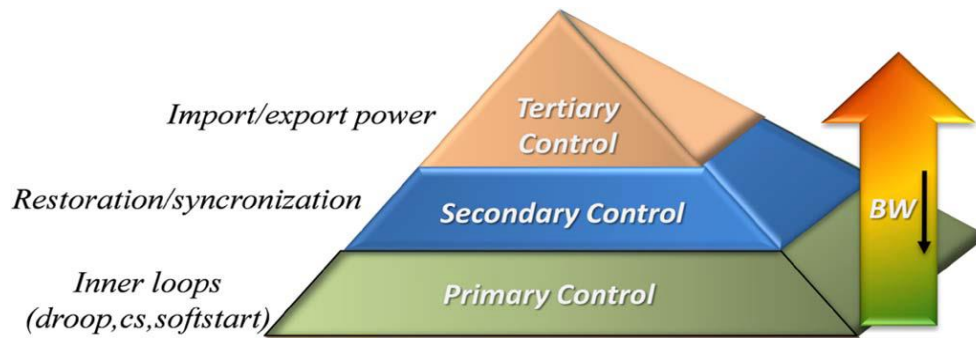 Tertiary
Control
Import/export power
Secondary Control
Restoration/syncronization
BW
Primary Control
Inner loops
(droop,cs,softstart)